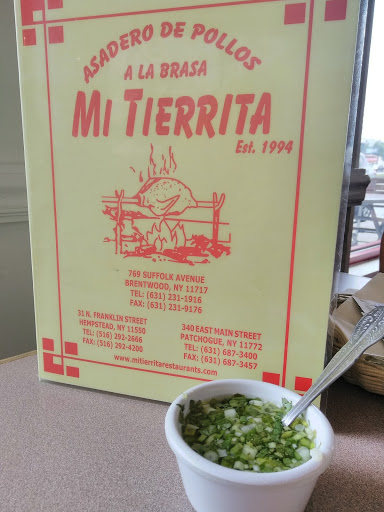 ASADERO DE POLLOS
A LA BRASA
MI TIERRITA
Est. 1994
769 SUFFOLK AVENUE
BRENTWOOD, NY 11717
TEL: (631) 231-1916
FAX: (631) 231-9176
31 N. FRANKLIN STREET
HEMPSTEAD, NY 11550
TEL: (516) 292-2666
FAX: (516) 292-4200
340 EAST MAIN STREET
PATCHOGUE, NY 11772
TEL: (631) 687-3400
FAX: (631) 687-3457
www.mitierritarestaurants.com